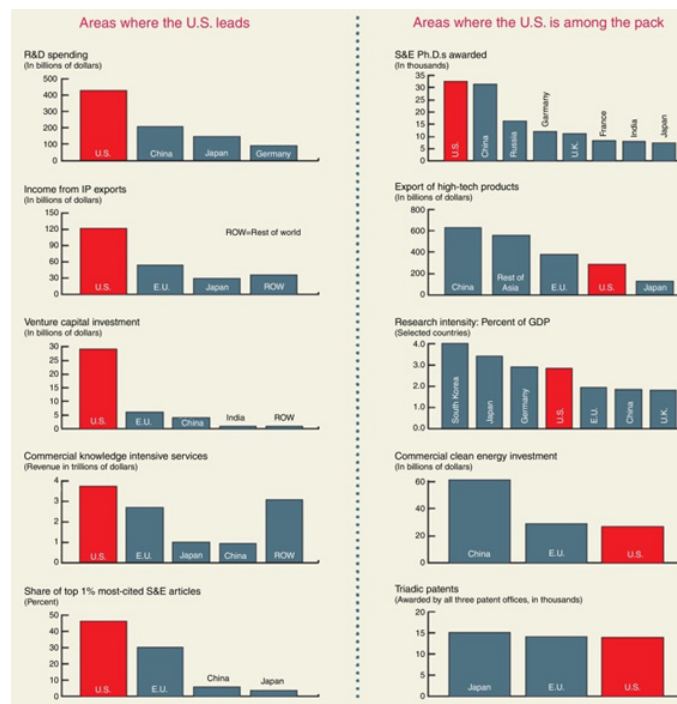 Areas where the U.S. leads
R&D spending
(In billions of dollars)
500
400
300
200
100
0
U.S. China Japan Germany
Income from IP exports
(In billions of dollars)
150
120
90
60
30
0
ROW=Rest of world
U.S. E.U. Japan ROW
Venture capital investment
(In billions of dollars)
30
25
20
15
10
5
0
U.S. E.U. China India ROW
Commercial knowledge intensive services
(Revenue in trillions of dollars)
4
3
2
1
0
U.S. E.U. Japan China ROW
Share of top 1% most-cited S&E articles
(Percent)
50
40
30
20
10
0
U.S. E.U. China Japan
Areas where the U.S. is among the pack
S&E Ph.D.s awarded
(In thousands)
35
30
25
20
15
10
5
0
U.S. China Russia Garmany U.K. France India Japan
Export of high-tech products
(In billions of dollars)
800
600
400
200
0
China Rest of Asia E.U. U.S. Japan
Research intensity: Percent of GDP
(Selected countries)
4.0
3.0
2.0
1.0
0.0
South Korea Japan Germany U.S. E.U. China U.K.
Commercial clean energy investment
(In billions of dollars)
60
40
20
0
China E.U. U.S.
Triadic patents
(Awarded by all three patent offices, in thousands)
20
15
10
5
0
Japan E.U. U.S.